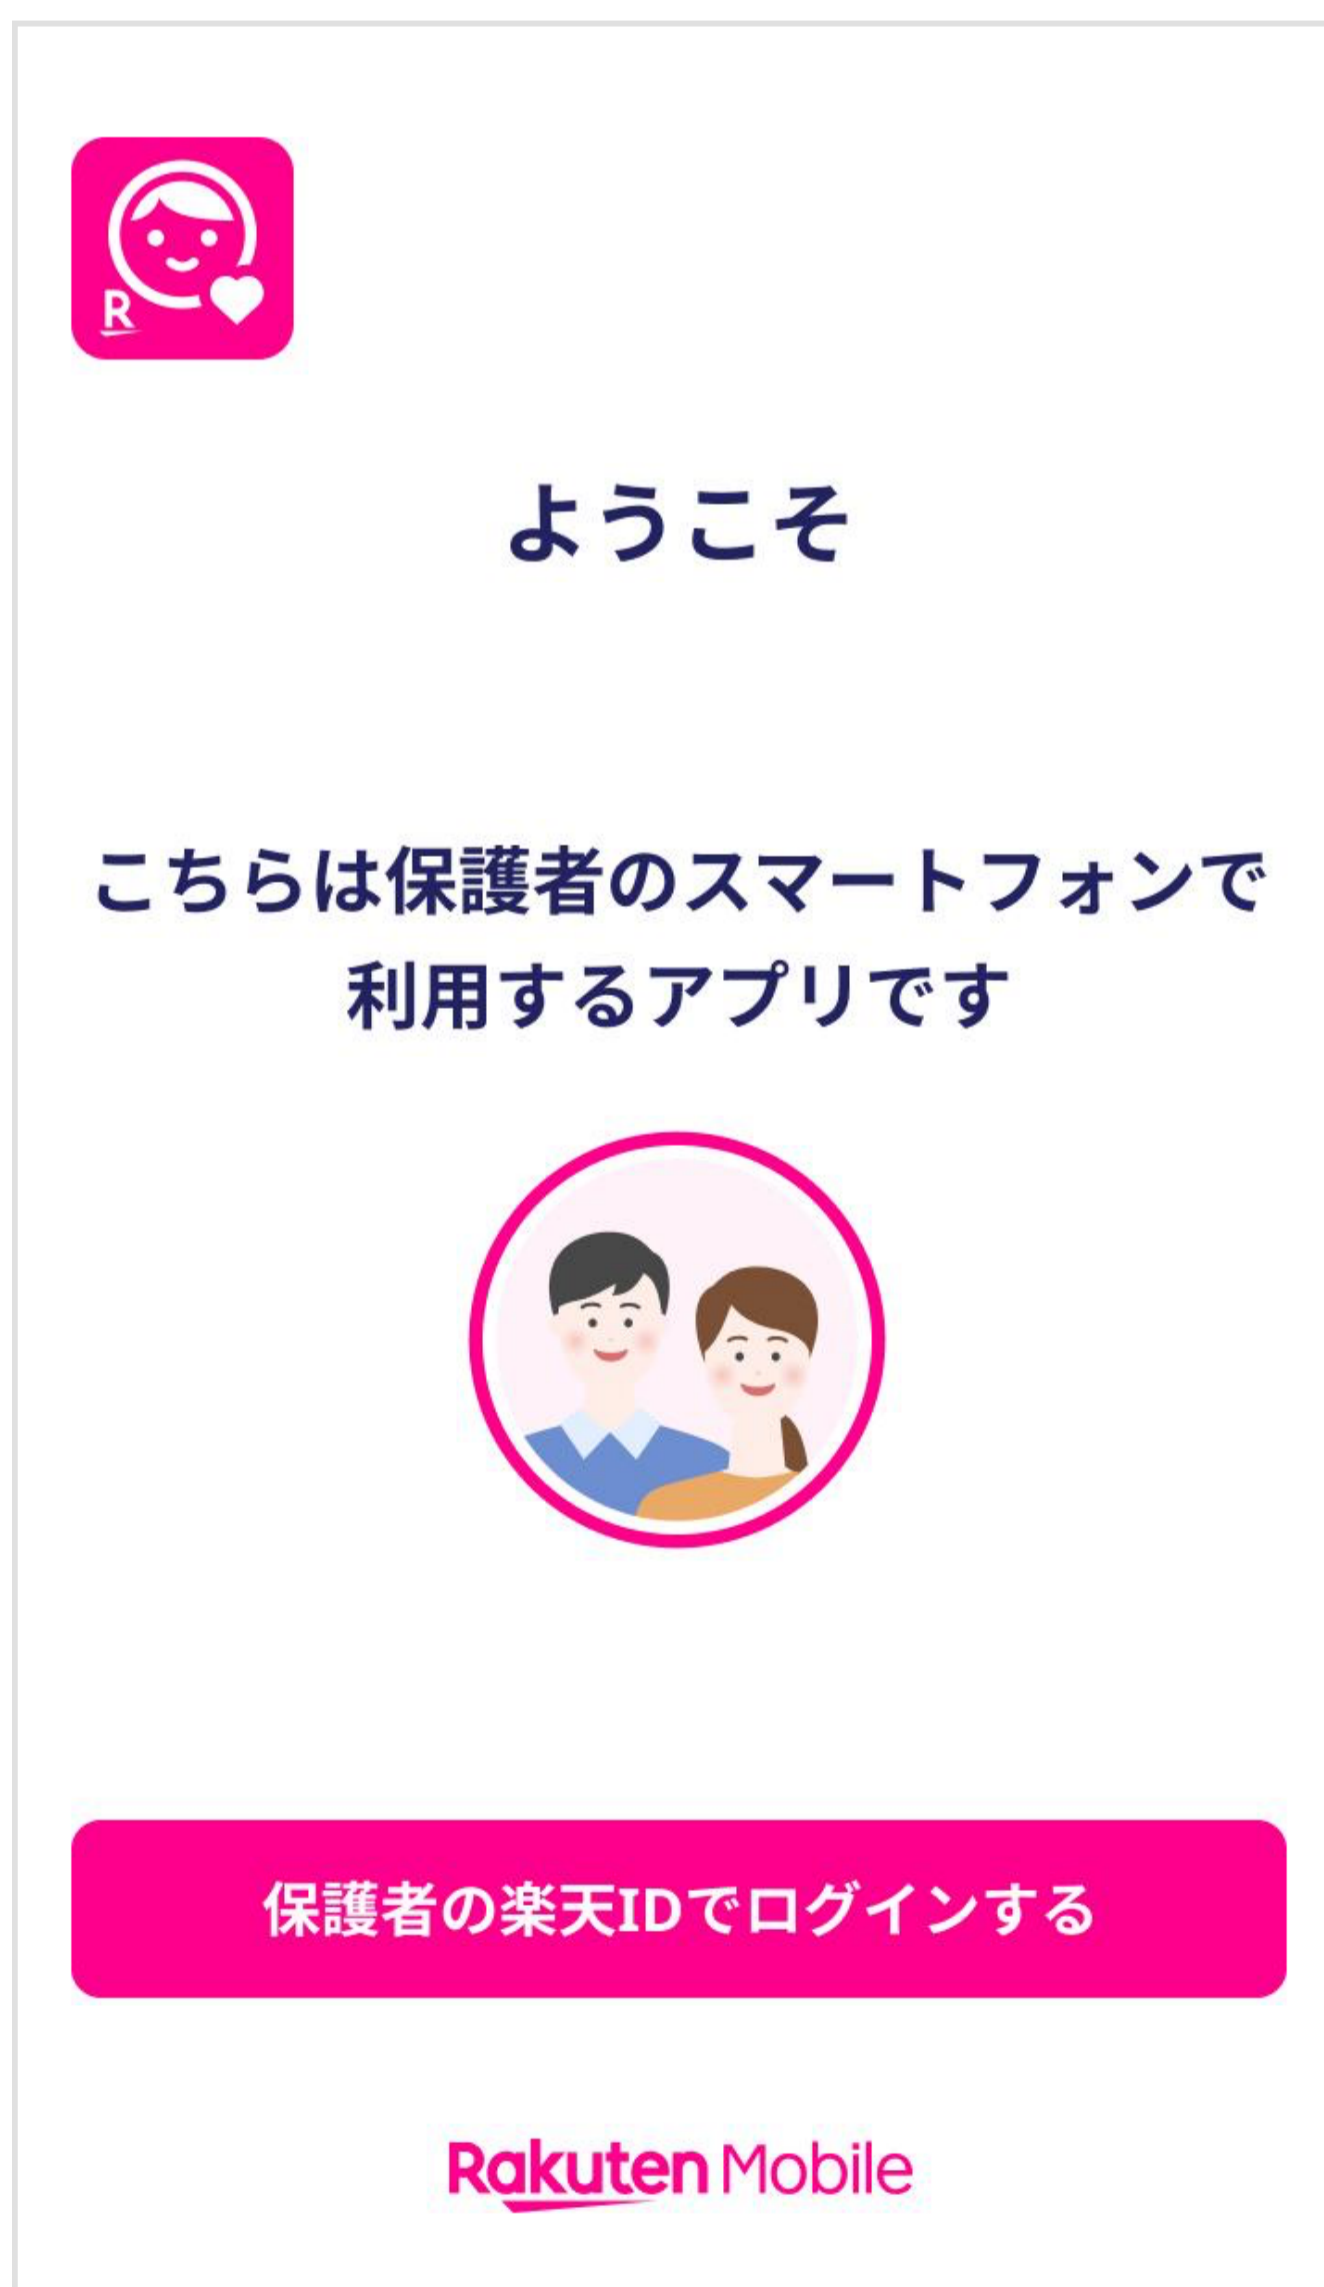 R
ようこそ
こちらは保護者のスマートフォンで
利用するアプリです
保護者の楽天IDでログインする
Rakuten Mobile